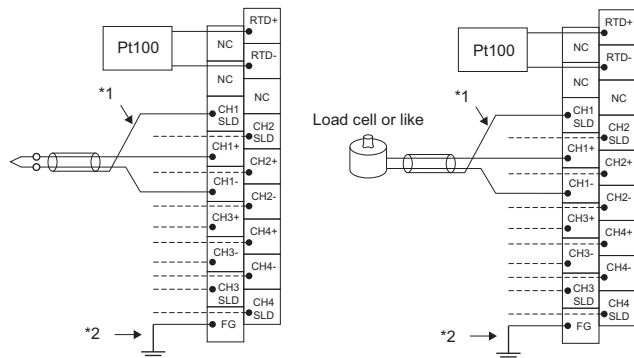 RTD+
Pt100
NC
RTD-
NC
*1
NC
CH1
SLD
CH2
SLD
CH1+
CH2+
CH1-
CH2-
CH3+
CH4+
CH3-
CH4-
CH3
SLD
CH4
SLD
*2
FG
RTD+
Pt100
NC
RTD-
NC
*1
NC
CH1
SLD
Load cell or like
CH2
SLD
CH1+
CH2+
CH1-
CH2-
CH3+
CH4+
CH3-
CH4-
CH3
SLD
CH4
SLD
*2
FG